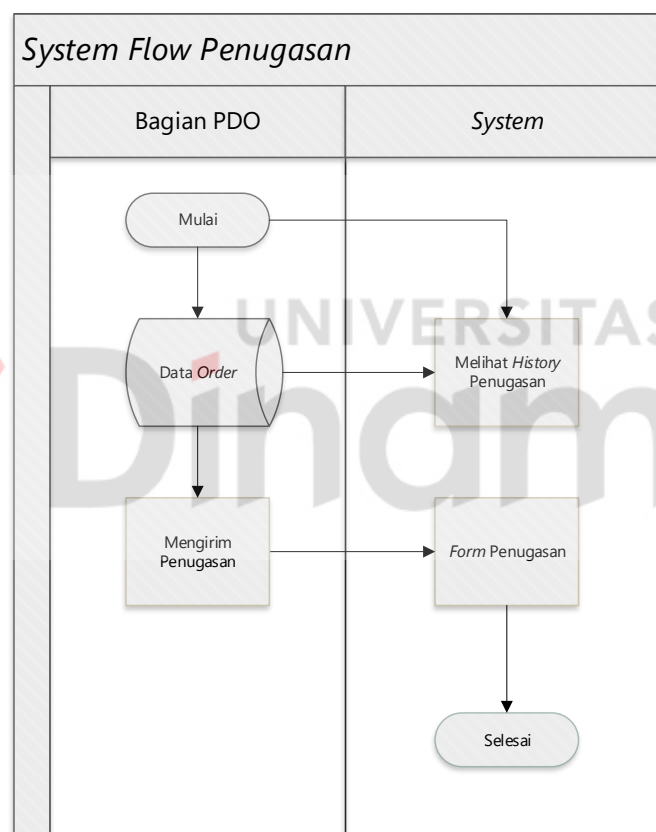 System Flow Penugasan
Bagian PDO
System
Mulai
Data Order
Melihat History
Penugasan
Mengirim
Penugasan
Form Penugasan
Selesai
UNIVERSITAS
Dinam